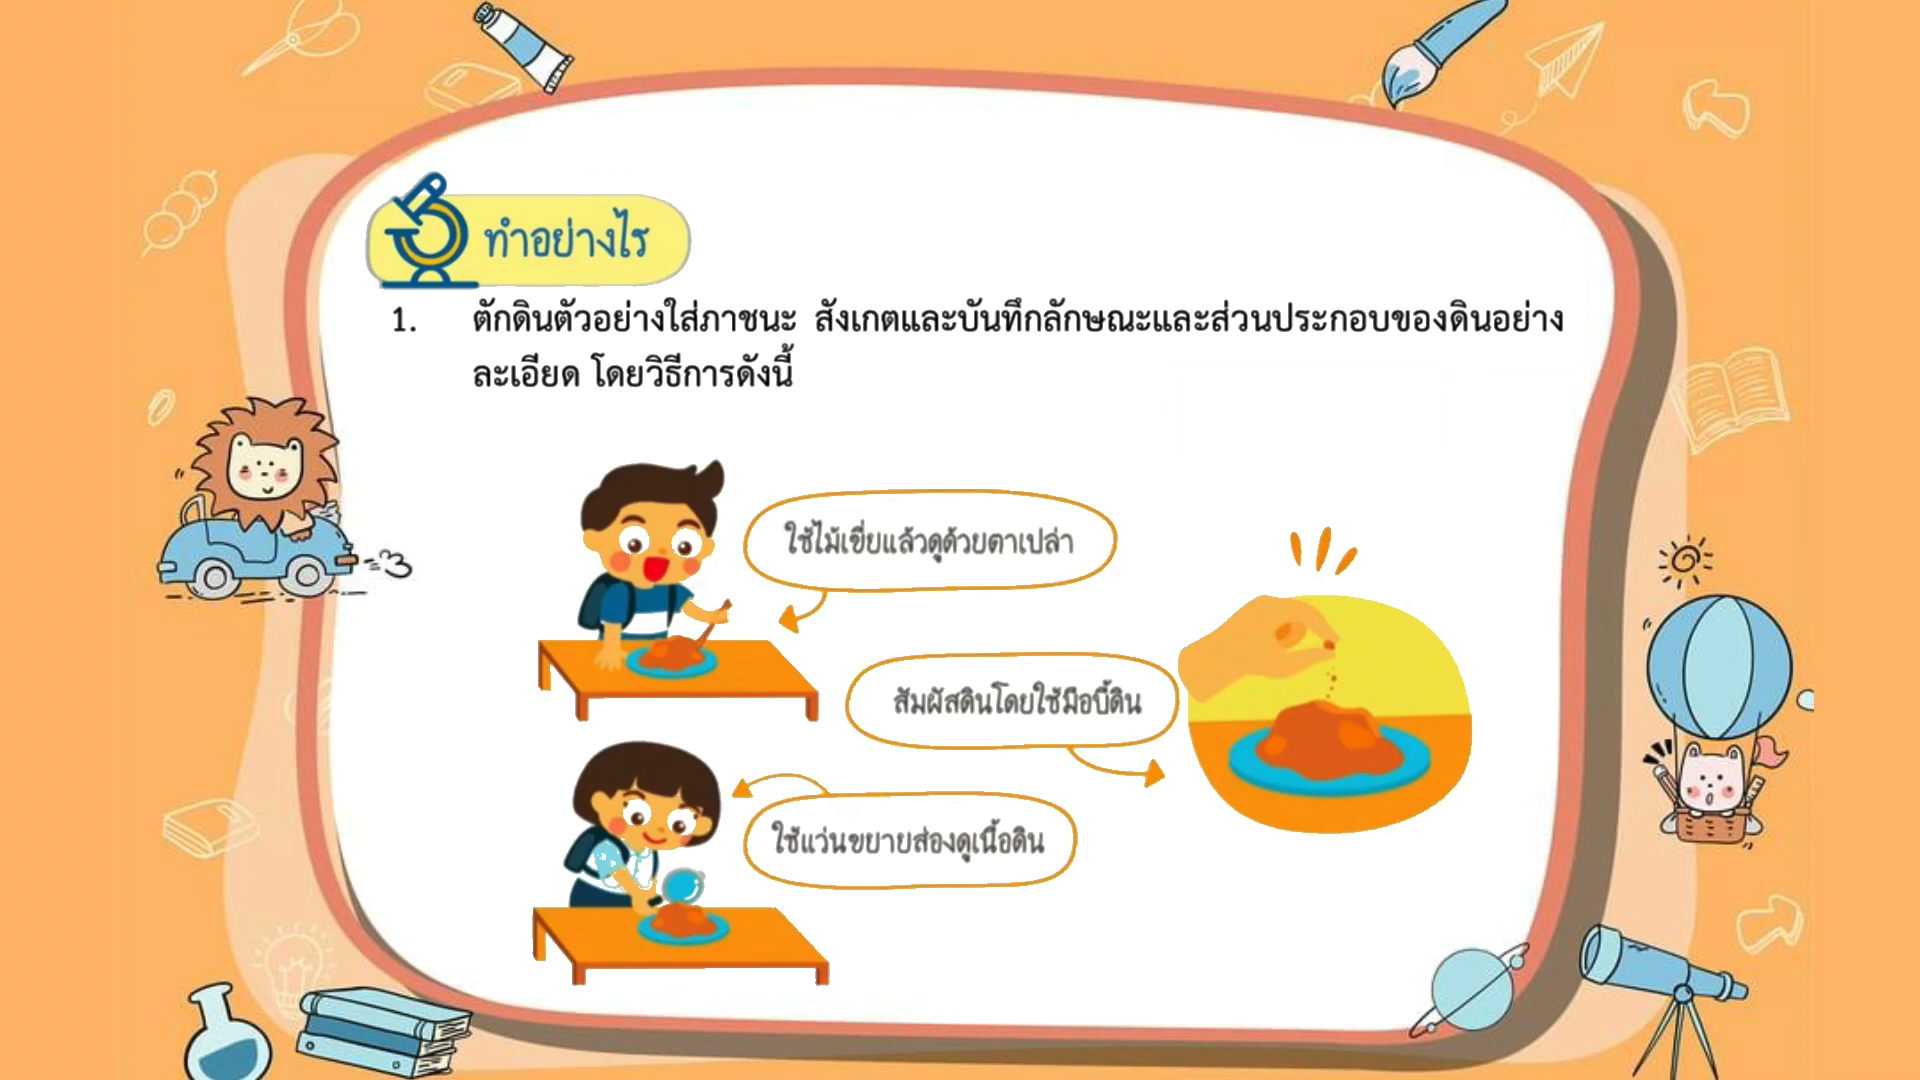 ทำอย่างไร
1. ตักดินตัวอย่างใส่ภาชนะ สังเกตและบันทึกลักษณะและส่วนประกอบของดินอย่าง
ละเอียด โดยวิธีการดังนี้
ใช้ไม้เขี่ยแล้วดูด้วยตาเปล่า
สัมผัสดินโดยใช้มือบี้ดิน
ใช้แว่นขยายส่องดูเนื้อดิน